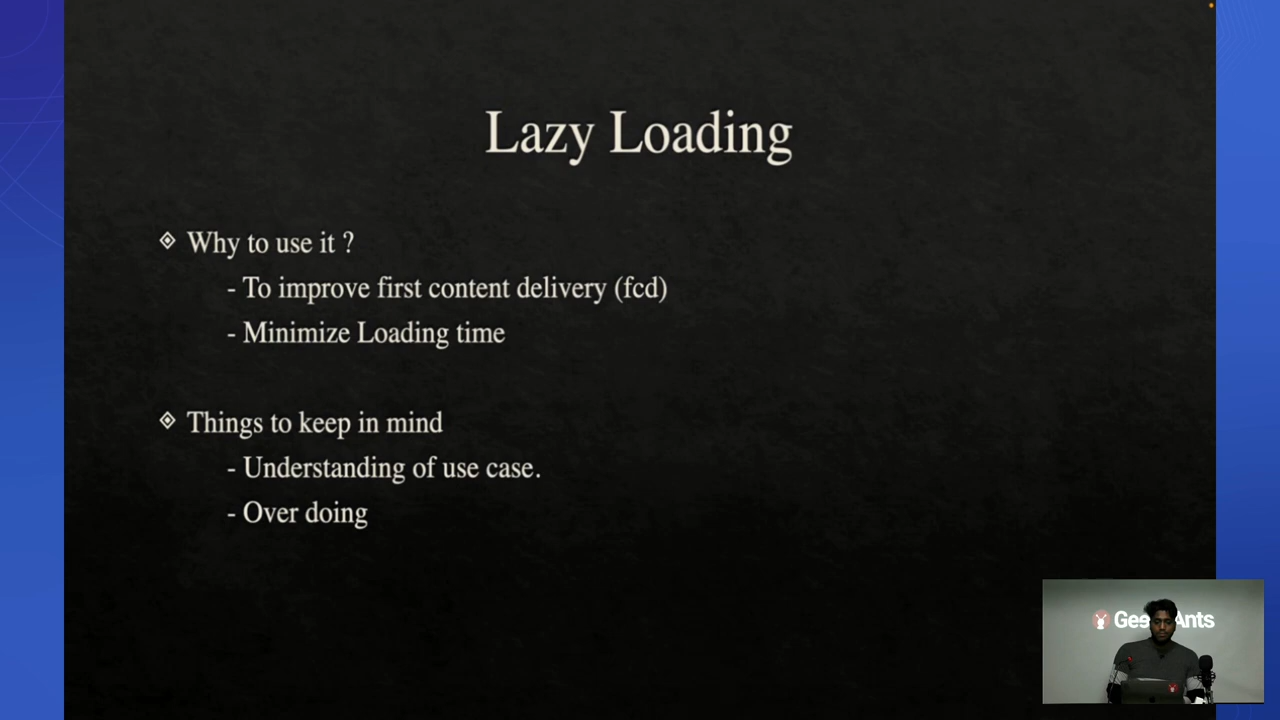 Lazy Loading
Why to use it ?
- To improve first content delivery (fcd)
- Minimize Loading time
Things to keep in mind
- Understanding of use case.
- Over doing